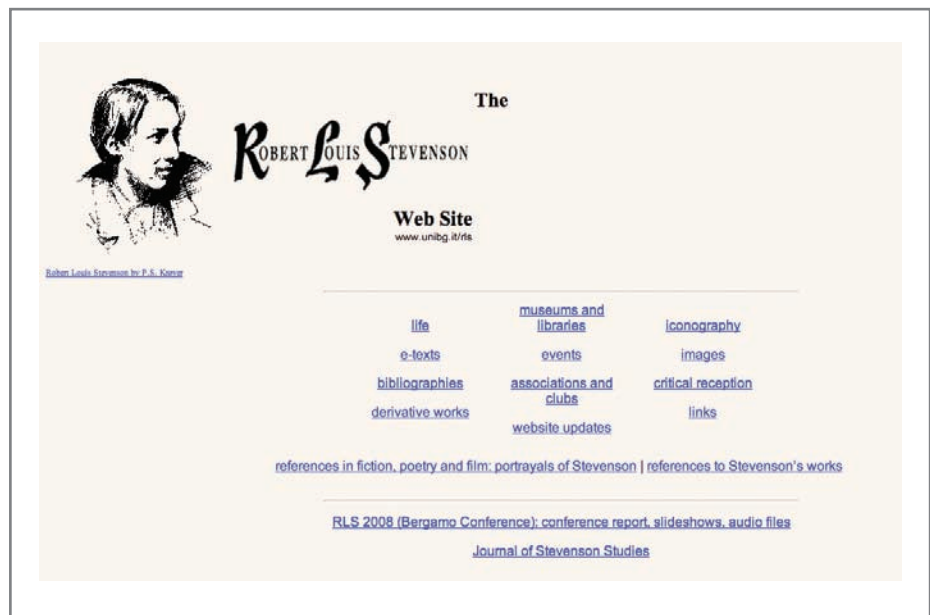 The
ROBERT LOUIS STEVENSON
Web Site
www.unibg.it/rls
Robert Louis Stevenson by P.S. Krøyer
life
e-texts
bibliographies
derivative works
museums and
libraries
events
associations and
clubs
website updates
iconography
images
critical reception
links
references in fiction, poetry and film: portrayals of Stevenson | references to Stevenson's works
RLS 2008 (Bergamo Conference): conference report, slideshows, audio files
Journal of Stevenson Studies